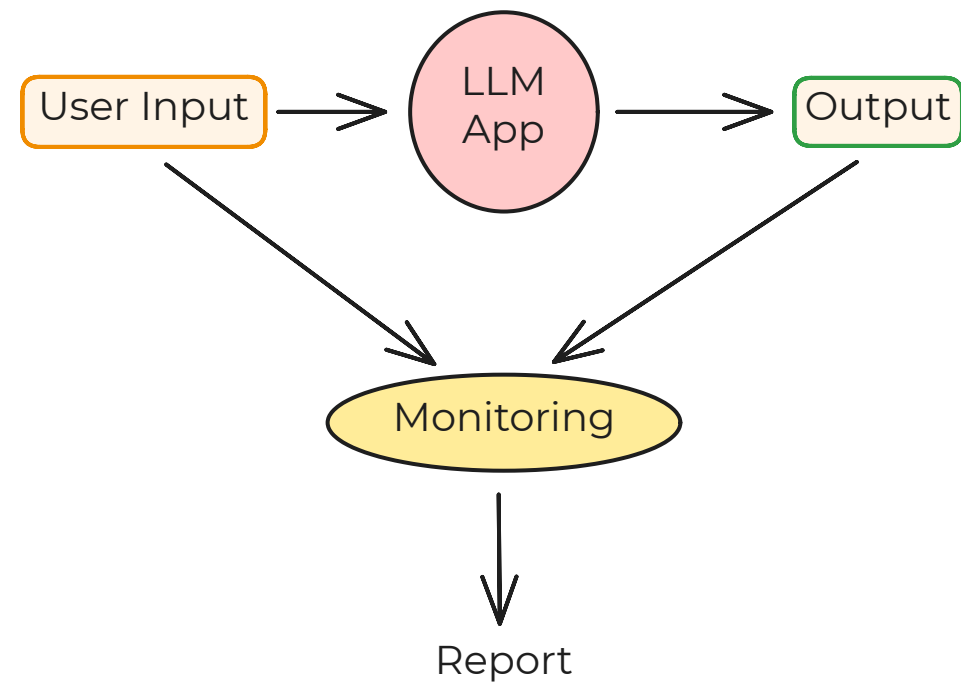 User Input
LLM
App
Output
Monitoring
Report